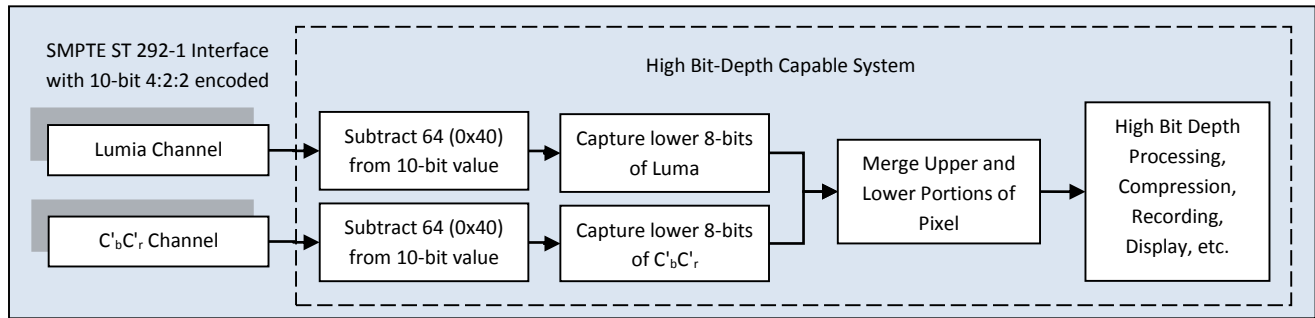 SMPTE ST 292-1 Interface
with 10-bit 4:2:2 encoded
High Bit-Depth Capable System
Lumia Channel
Subtract 64 (0x40)
from 10-bit value
Capture lower 8-bits
of Luma
C'bC'r Channel
Subtract 64 (0x40)
from 10-bit value
Capture lower 8-bits
of C'bC'r
Merge Upper and
Lower Portions of
Pixel
High Bit Depth
Processing,
Compression,
Recording,
Display, etc.